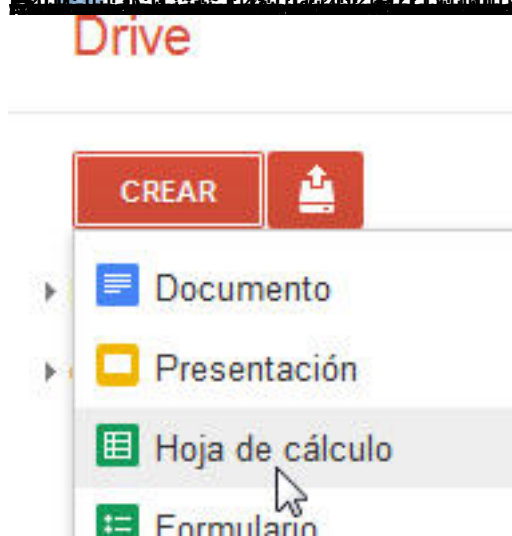 Drive
CREAR
Documento
Presentación
Hoja de cálculo
Formulario